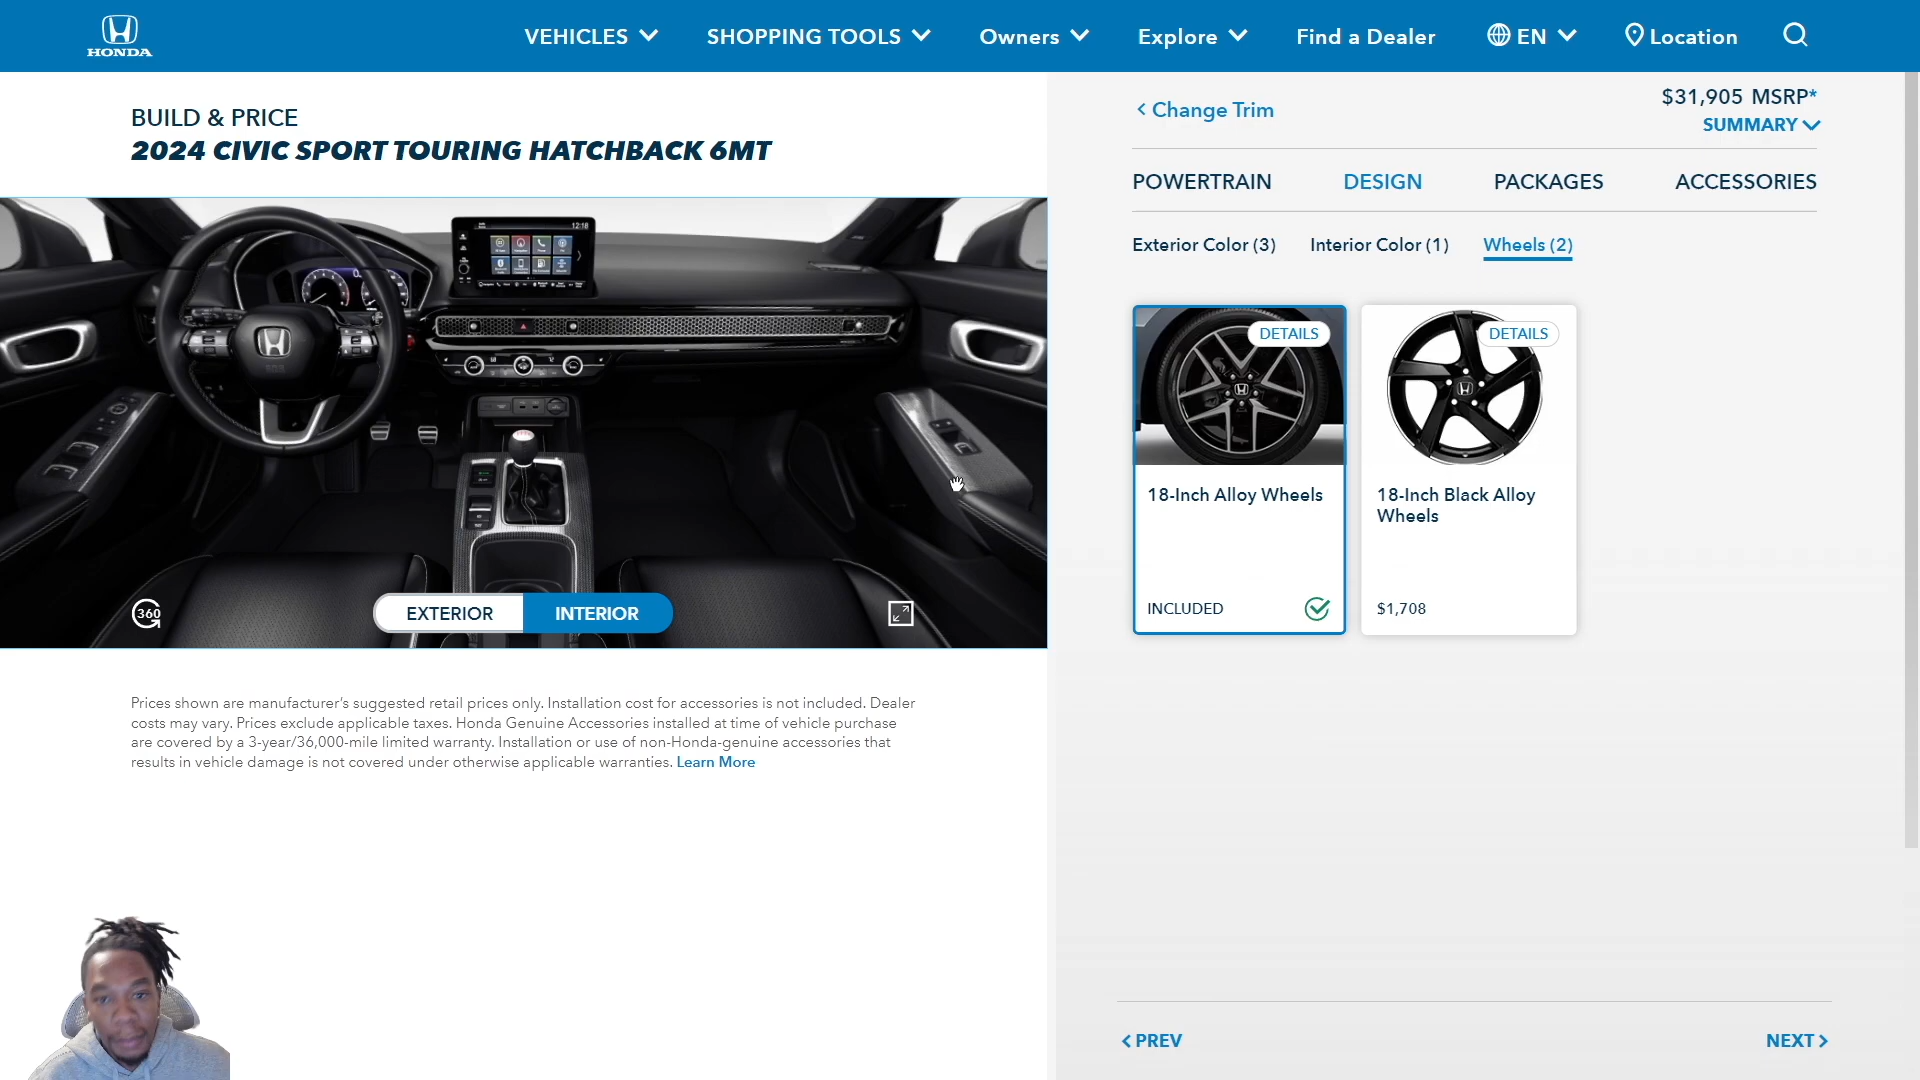 HONDA
VEHICLES
SHOPPING TOOLS
Owners
Explore
Find a Dealer
EN
Location
BUILD & PRICE
2024 CIVIC SPORT TOURING HATCHBACK 6MT
12:18
360
EXTERIOR
INTERIOR
Prices shown are manufacturer's suggested retail prices only. Installation cost for accessories is not included. Dealer
costs may vary. Prices exclude applicable taxes. Honda Genuine Accessories installed at time of vehicle purchase
are covered by a 3-year/36,000-mile limited warranty. Installation or use of non-Honda-genuine accessories that
results in vehicle damage is not covered under otherwise applicable warranties. Learn More
Change Trim
$31,905 MSRP*
SUMMARY
POWERTRAIN
DESIGN
PACKAGES
ACCESSORIES
Exterior Color (3)
Interior Color (1)
Wheels (2)
DETAILS
18-Inch Alloy Wheels
INCLUDED
DETAILS
18-Inch Black Alloy
Wheels
$1,708
PREV
NEXT